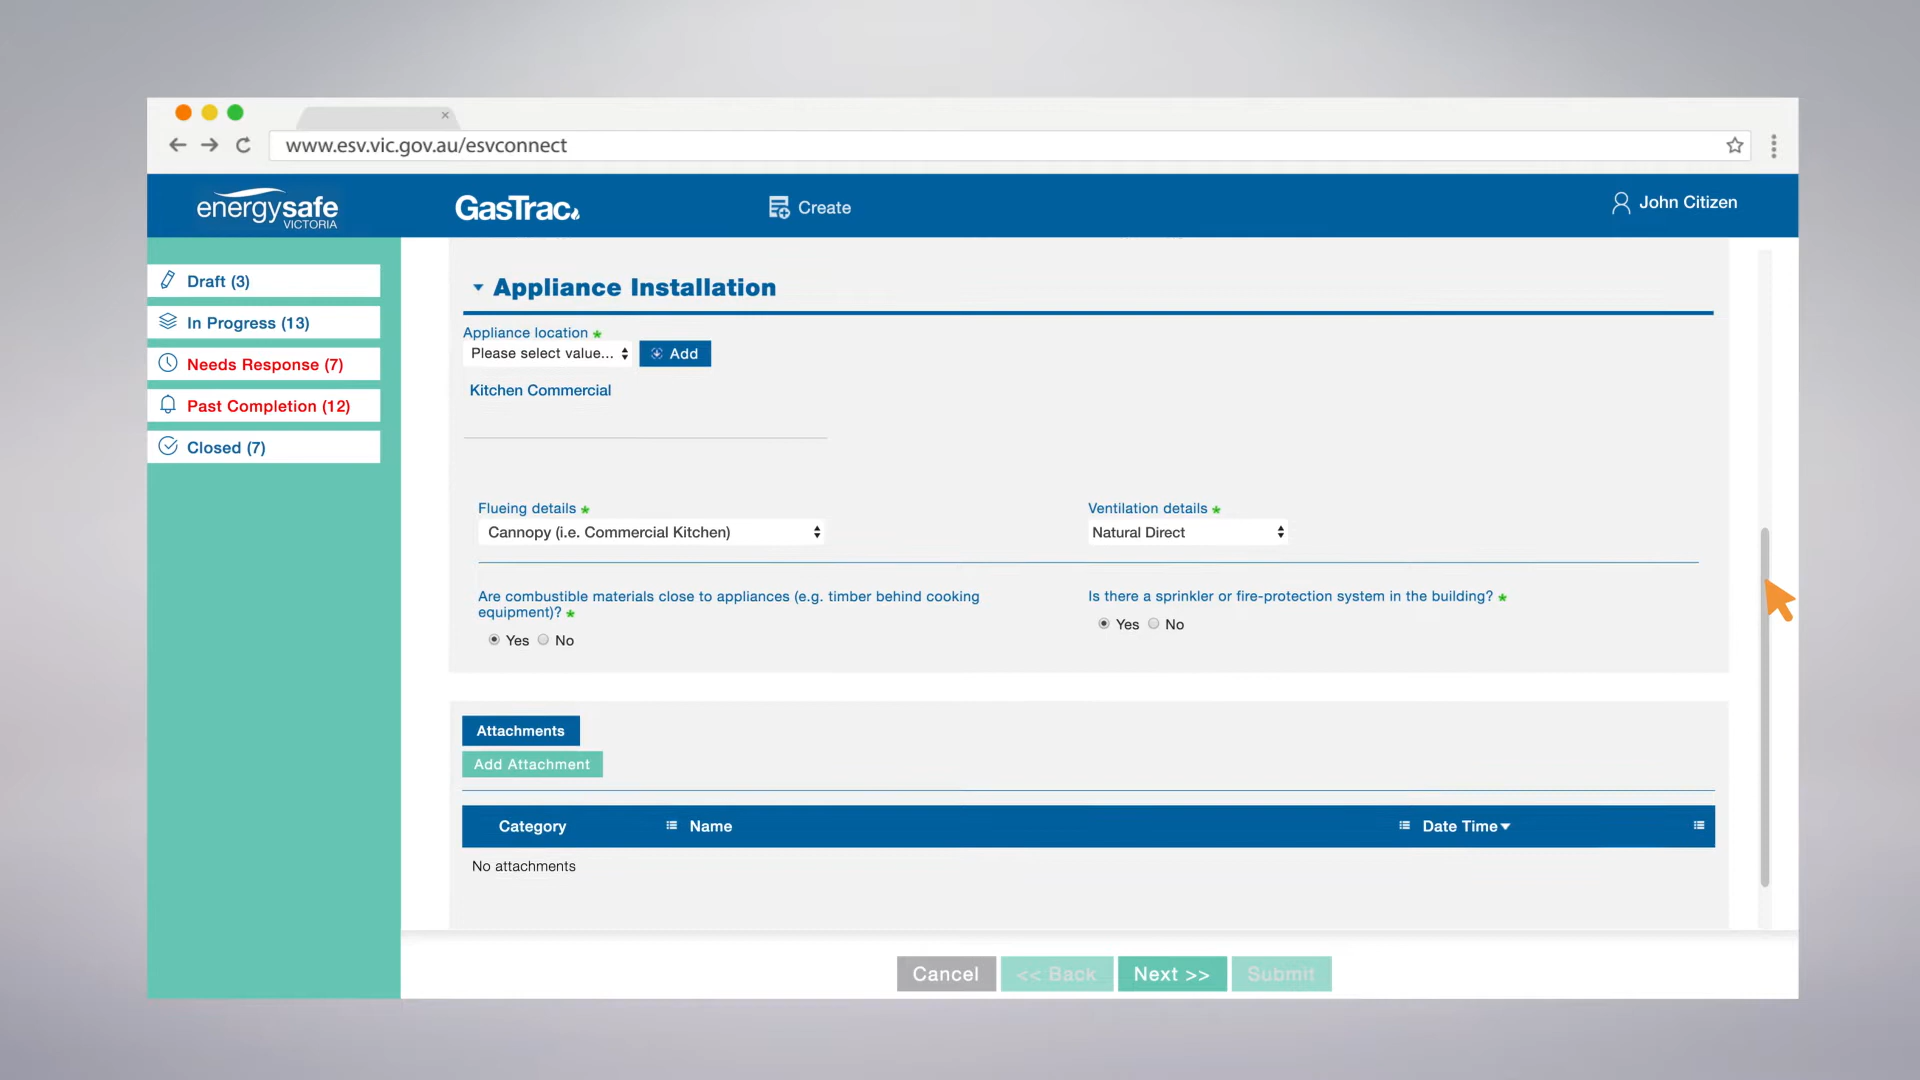 www.esv.vic.gov.au/esvconnect
energysafe
VICTORIA
GasTrac
Create
John Citizen
Draft (3)
In Progress (13)
Needs Response (7)
Past Completion (12)
Closed (7)
Appliance Installation
Appliance location *
Please select value... Add
Kitchen Commercial
Flueing details * Ventilation details *
Cannopy (i.e. Commercial Kitchen) Natural Direct
Are combustible materials close to appliances (e.g. timber behind cooking
equipment)? *
Yes No
Is there a sprinkler or fire-protection system in the building? *
Yes No
Attachments
Add Attachment
Category Name Date Time
No attachments
Cancel << Back Next >> Submit